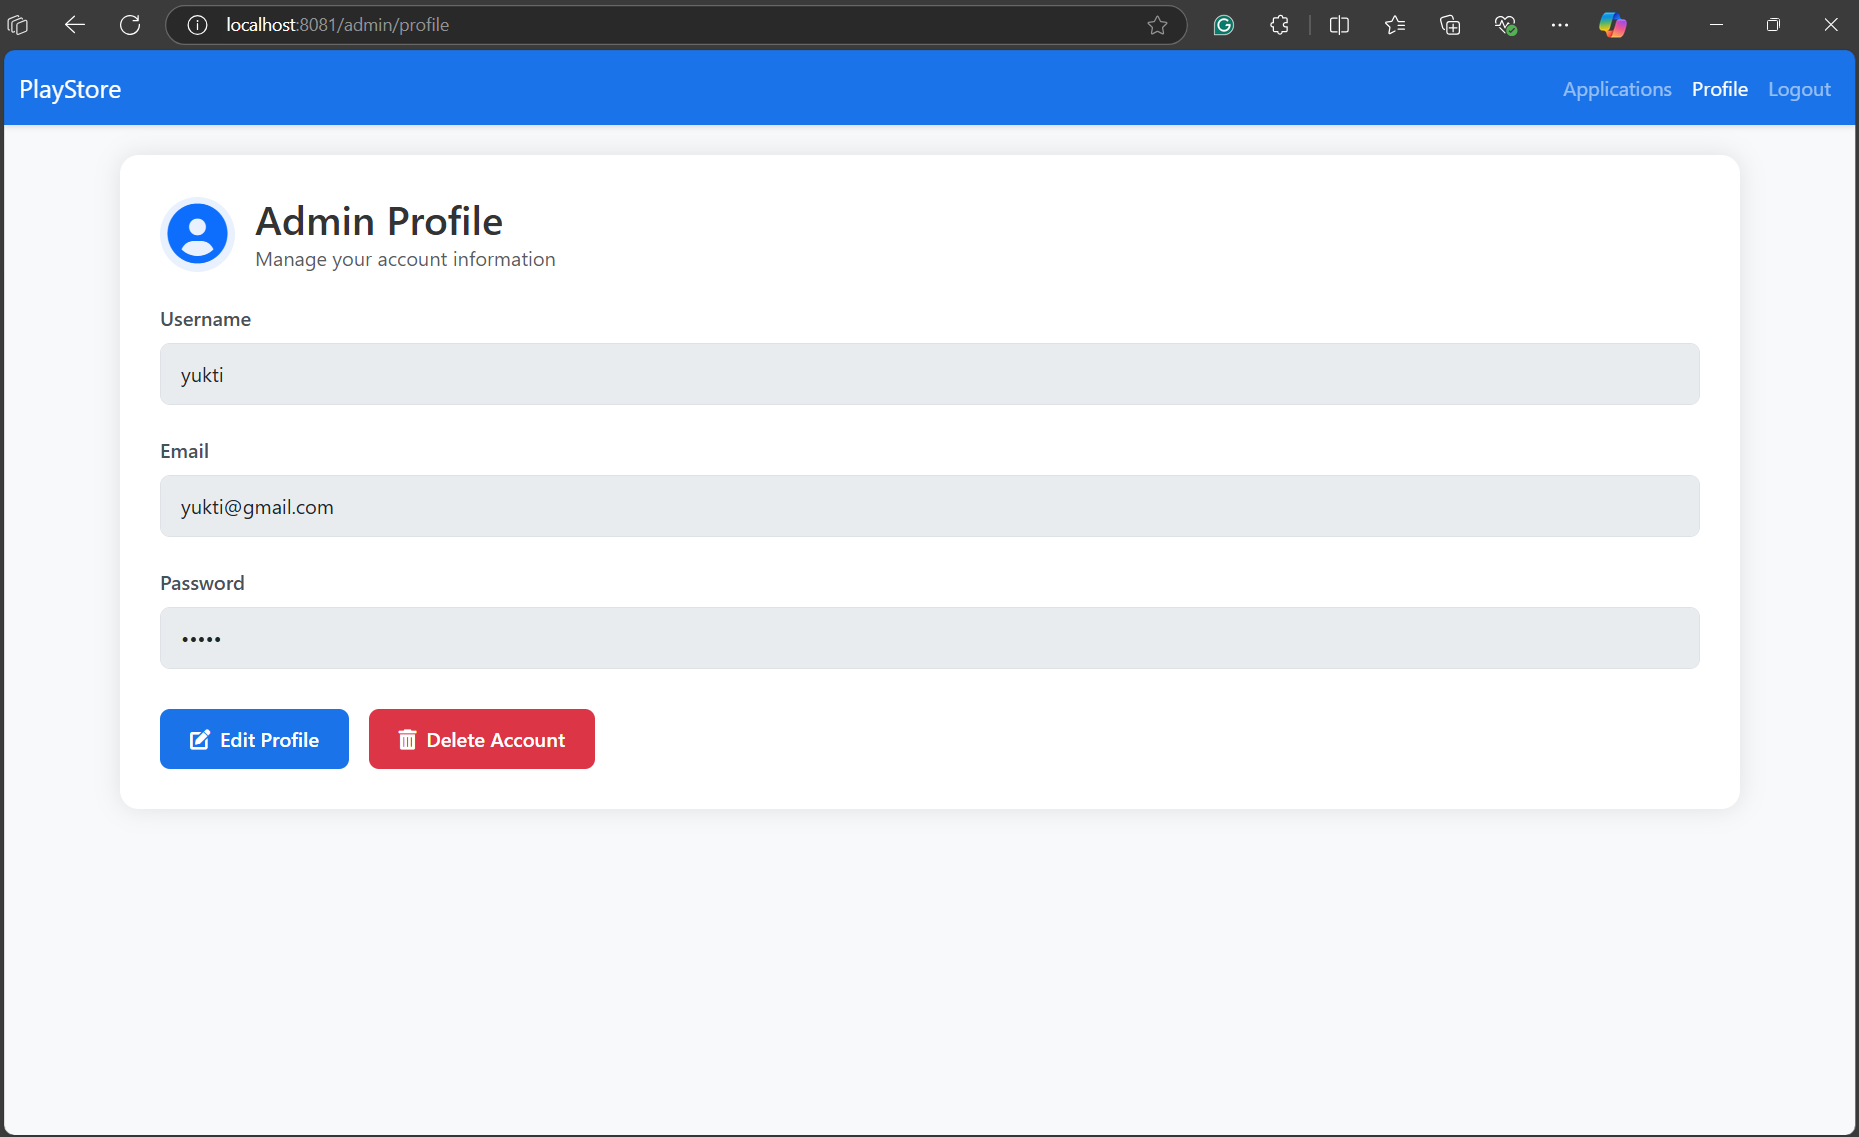 localhost:8081/admin/profile
PlayStore
Applications Profile Logout
Admin Profile
Manage your account information
Username
yukti
Email
yukti@gmail.com
Password
•••••
Edit Profile Delete Account